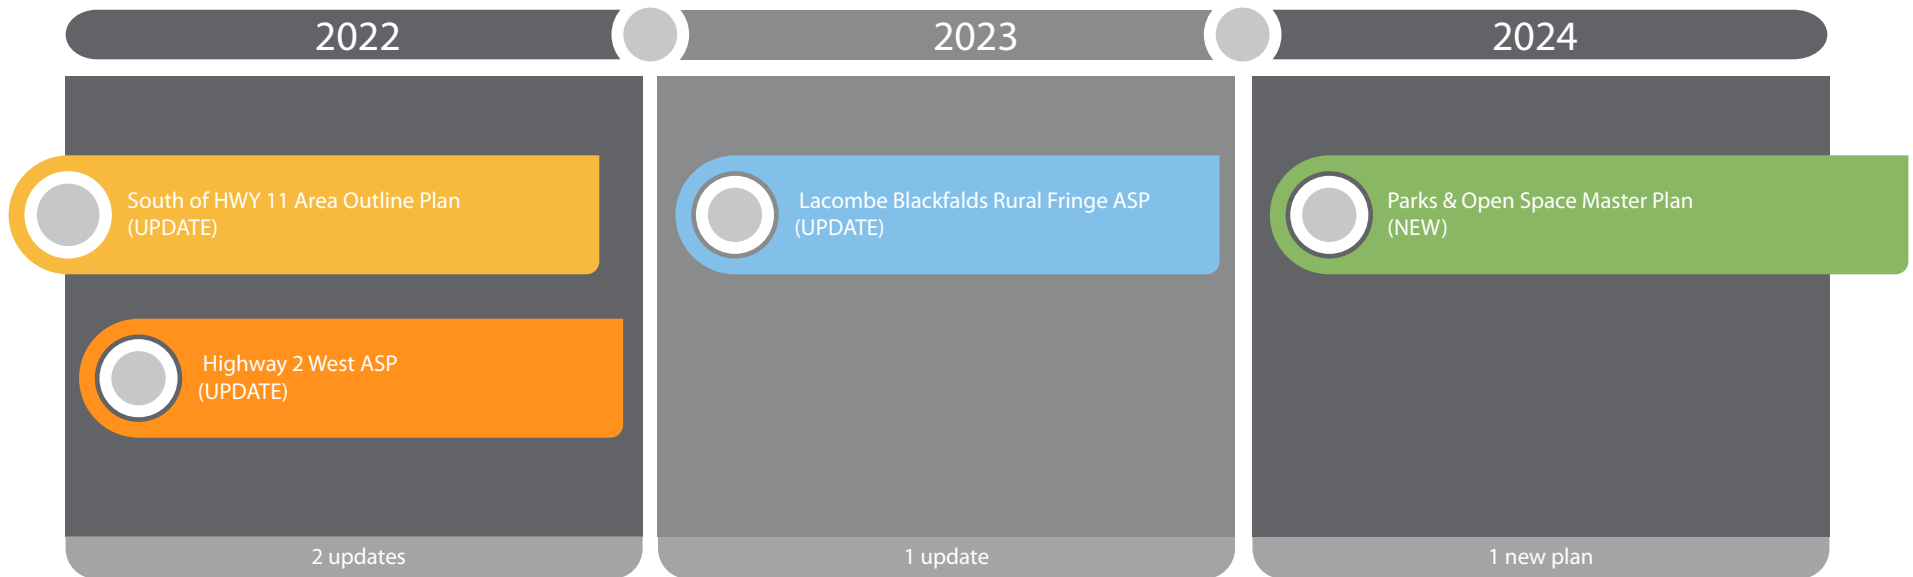 2022
2023
2024
South of HWY 11 Area Outline Plan
(UPDATE)
Highway 2 West ASP
(UPDATE)
Lacombe Blackfalds Rural Fringe ASP
(UPDATE)
Parks & Open Space Master Plan
(NEW)
2 updates
1 update
1 new plan